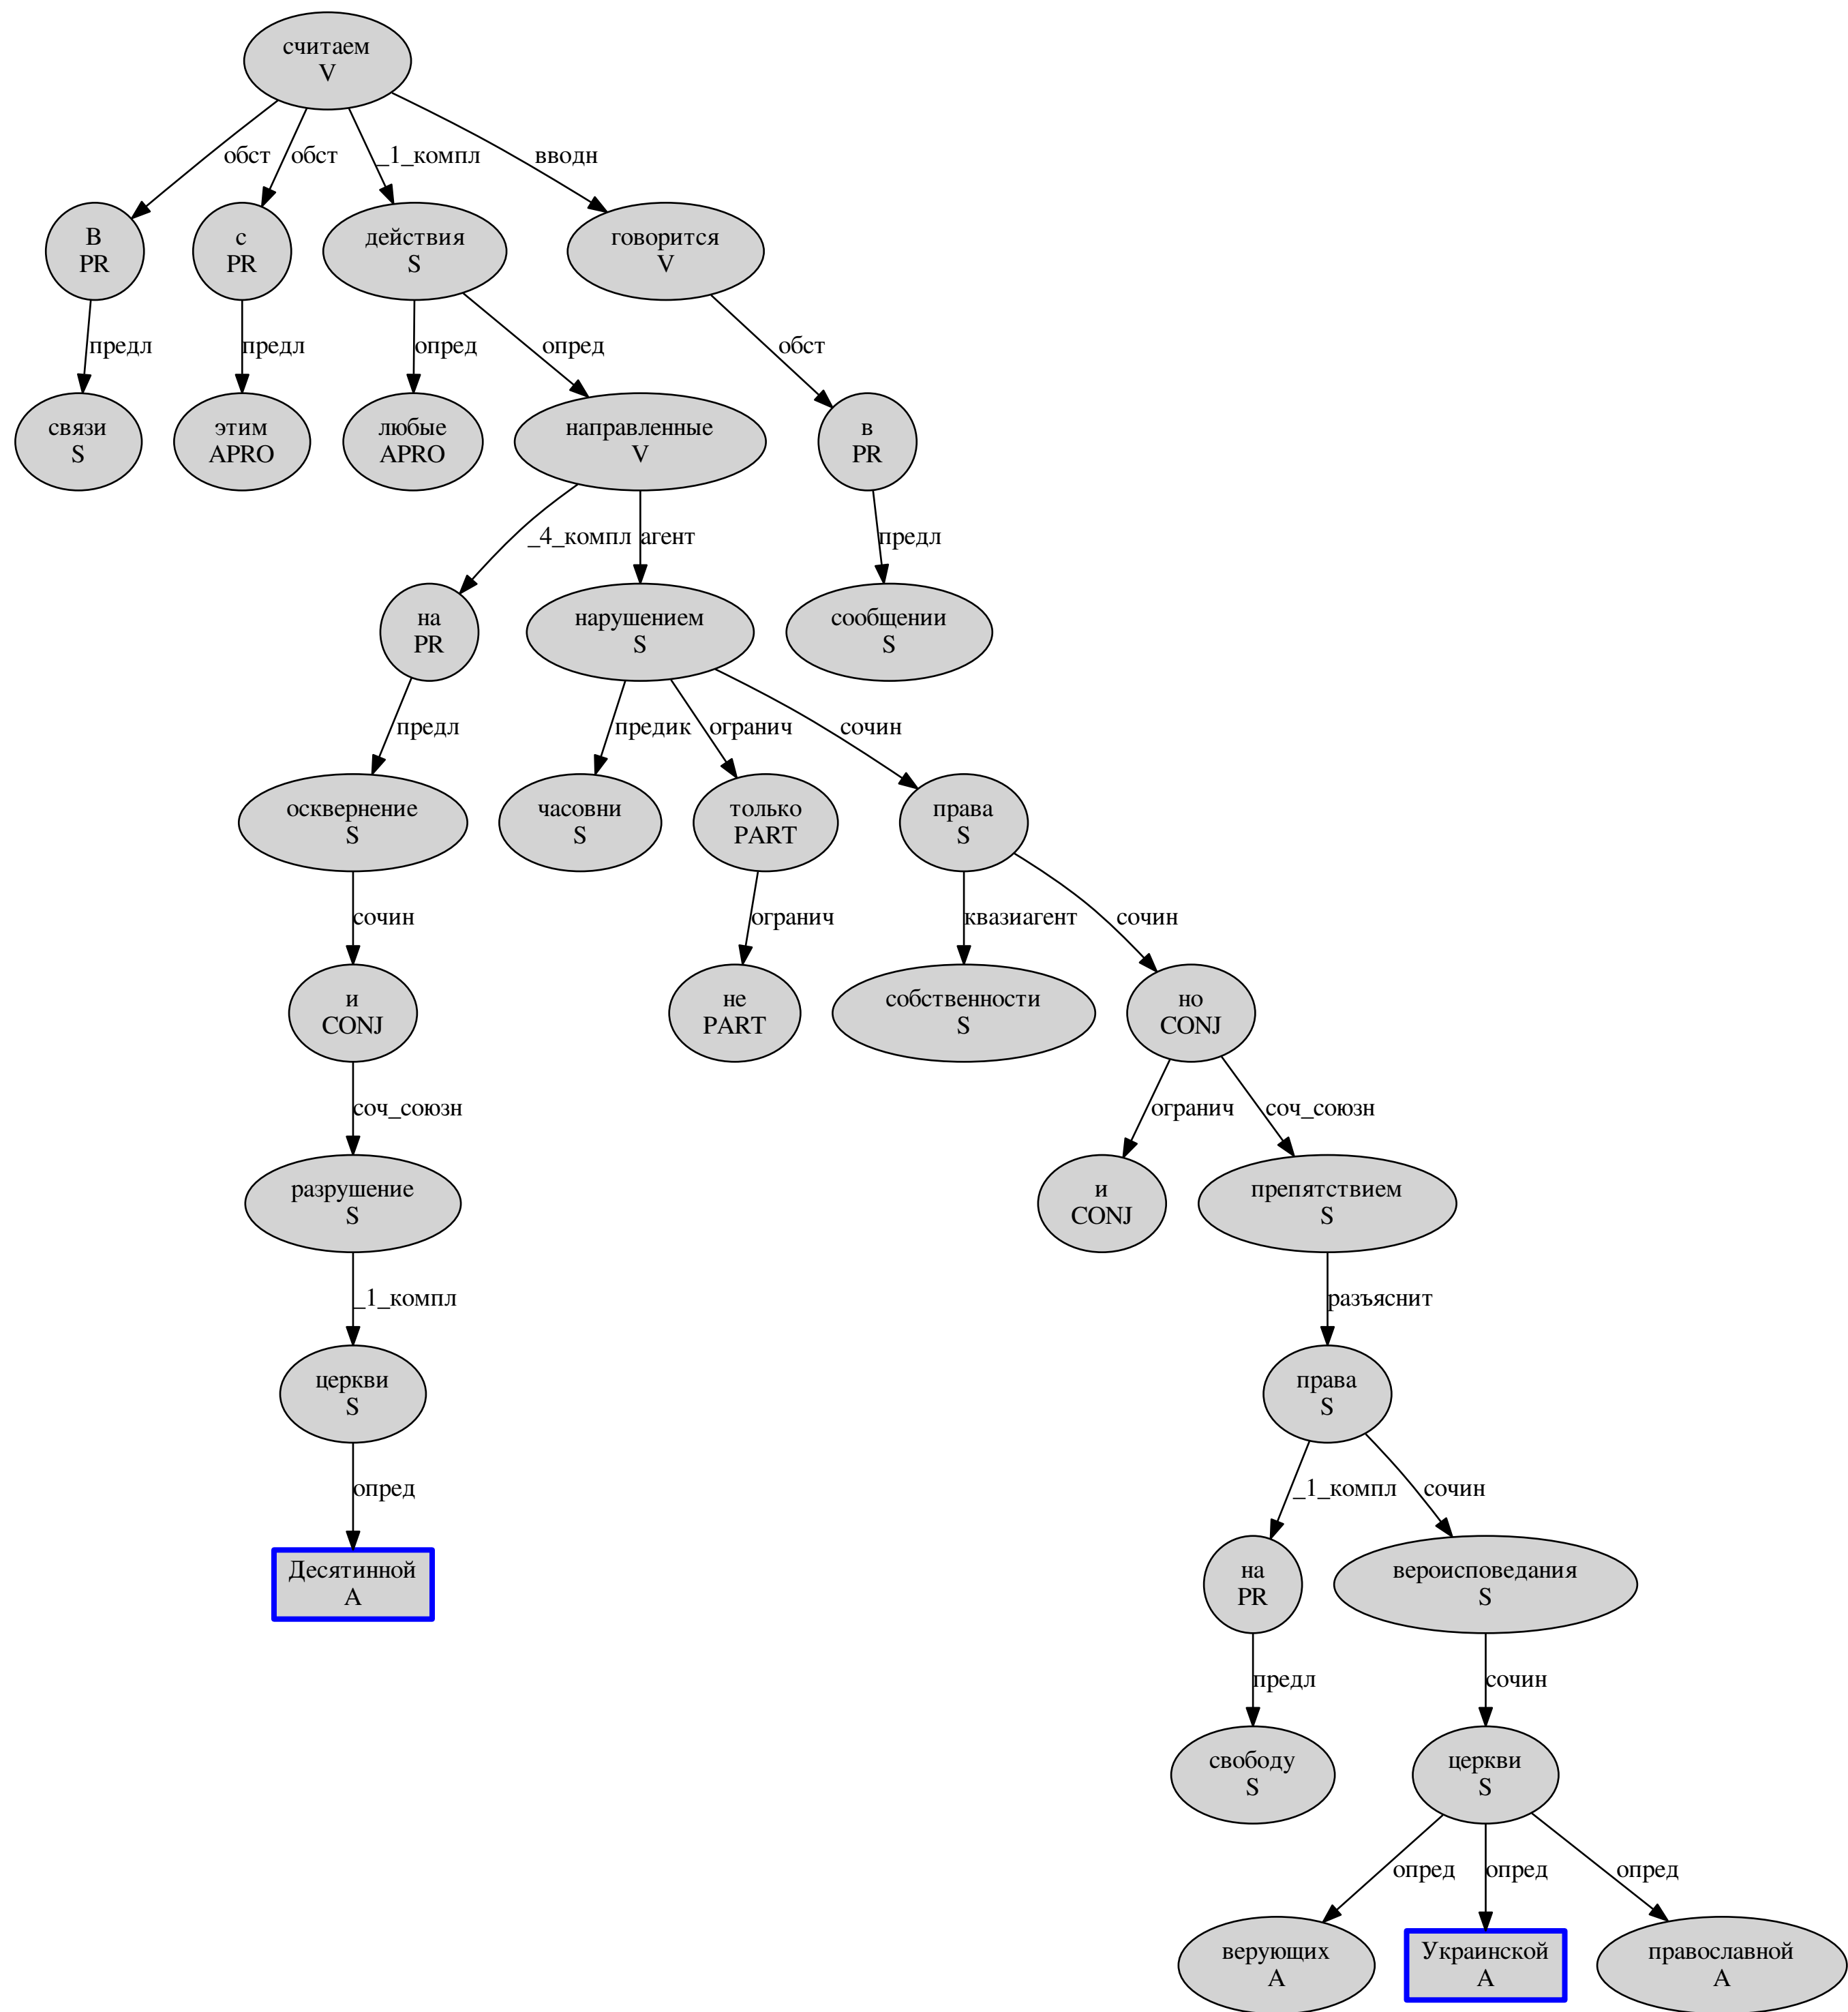 считаем
V
обст
обст
_1_компл
вводн
В
PR
с
PR
действия
S
говорится
V
предл
предл
опред
опред
обст
связи
S
этим
APRO
любые
APRO
направленные
V
в
PR
_4_компл
агент
предл
на
PR
нарушением
S
сообщении
S
предл
предик
огранич
сочин
осквернение
S
часовни
S
только
PART
права
S
сочин
огранич
квазиагент
сочин
и
CONJ
не
PART
собственности
S
но
CONJ
соч_союзн
огранич
соч_союзн
разрушение
S
и
CONJ
препятствием
S
_1_компл
разъяснит
церкви
S
права
S
опред
_1_компл
сочин
Десятинной
A
на
PR
вероисповедания
S
предл
сочин
свободу
S
церкви
S
опред
опред
опред
верующих
A
Украинской
A
православной
A